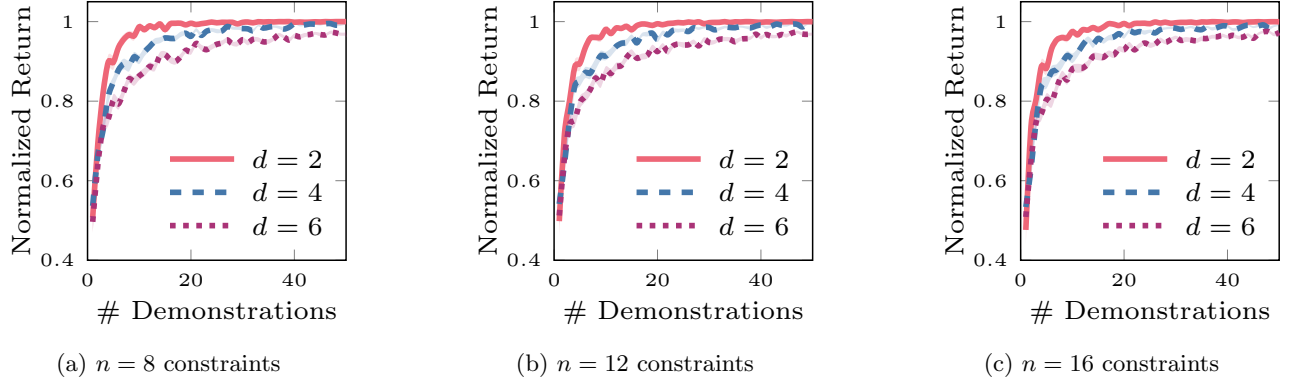 Normalized Return
1
0.8
0.6
0.4
0
20
40
# Demonstrations
d = 2
d = 4
d = 6
(a) n = 8 constraints
Normalized Return
1
0.8
0.6
0.4
0
20
40
# Demonstrations
d = 2
d = 4
d = 6
(b) n = 12 constraints
Normalized Return
1
0.8
0.6
0.4
0
20
40
# Demonstrations
d = 2
d = 4
d = 6
(c) n = 16 constraints